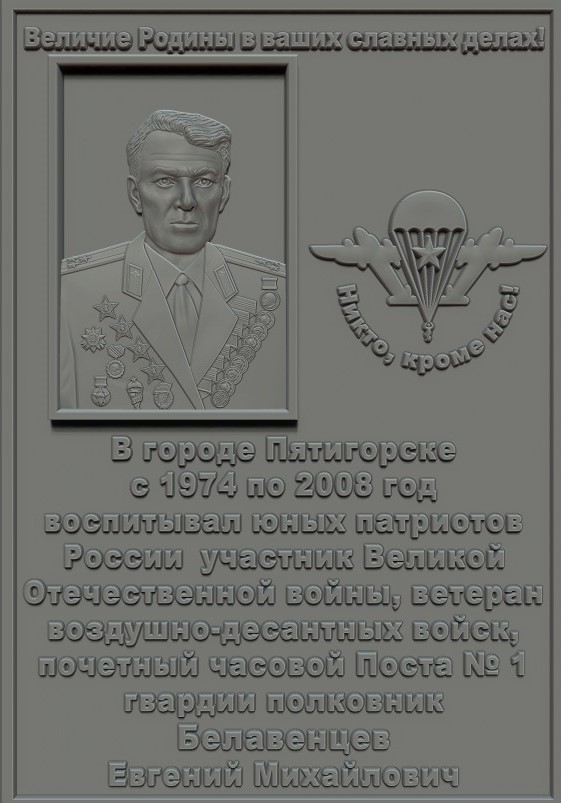 Величие Родины в ваших славных делах!
Никто, кроме нас!
В городе Пятигорске
с 1974 по 2008 год
воспитывал юных патриотов
России участник Великой
Отечественной войны, ветеран
воздушно-десантных войск,
почетный часовой Поста № 1
гвардии полковник
Белавенцев
Евгений Михайлович